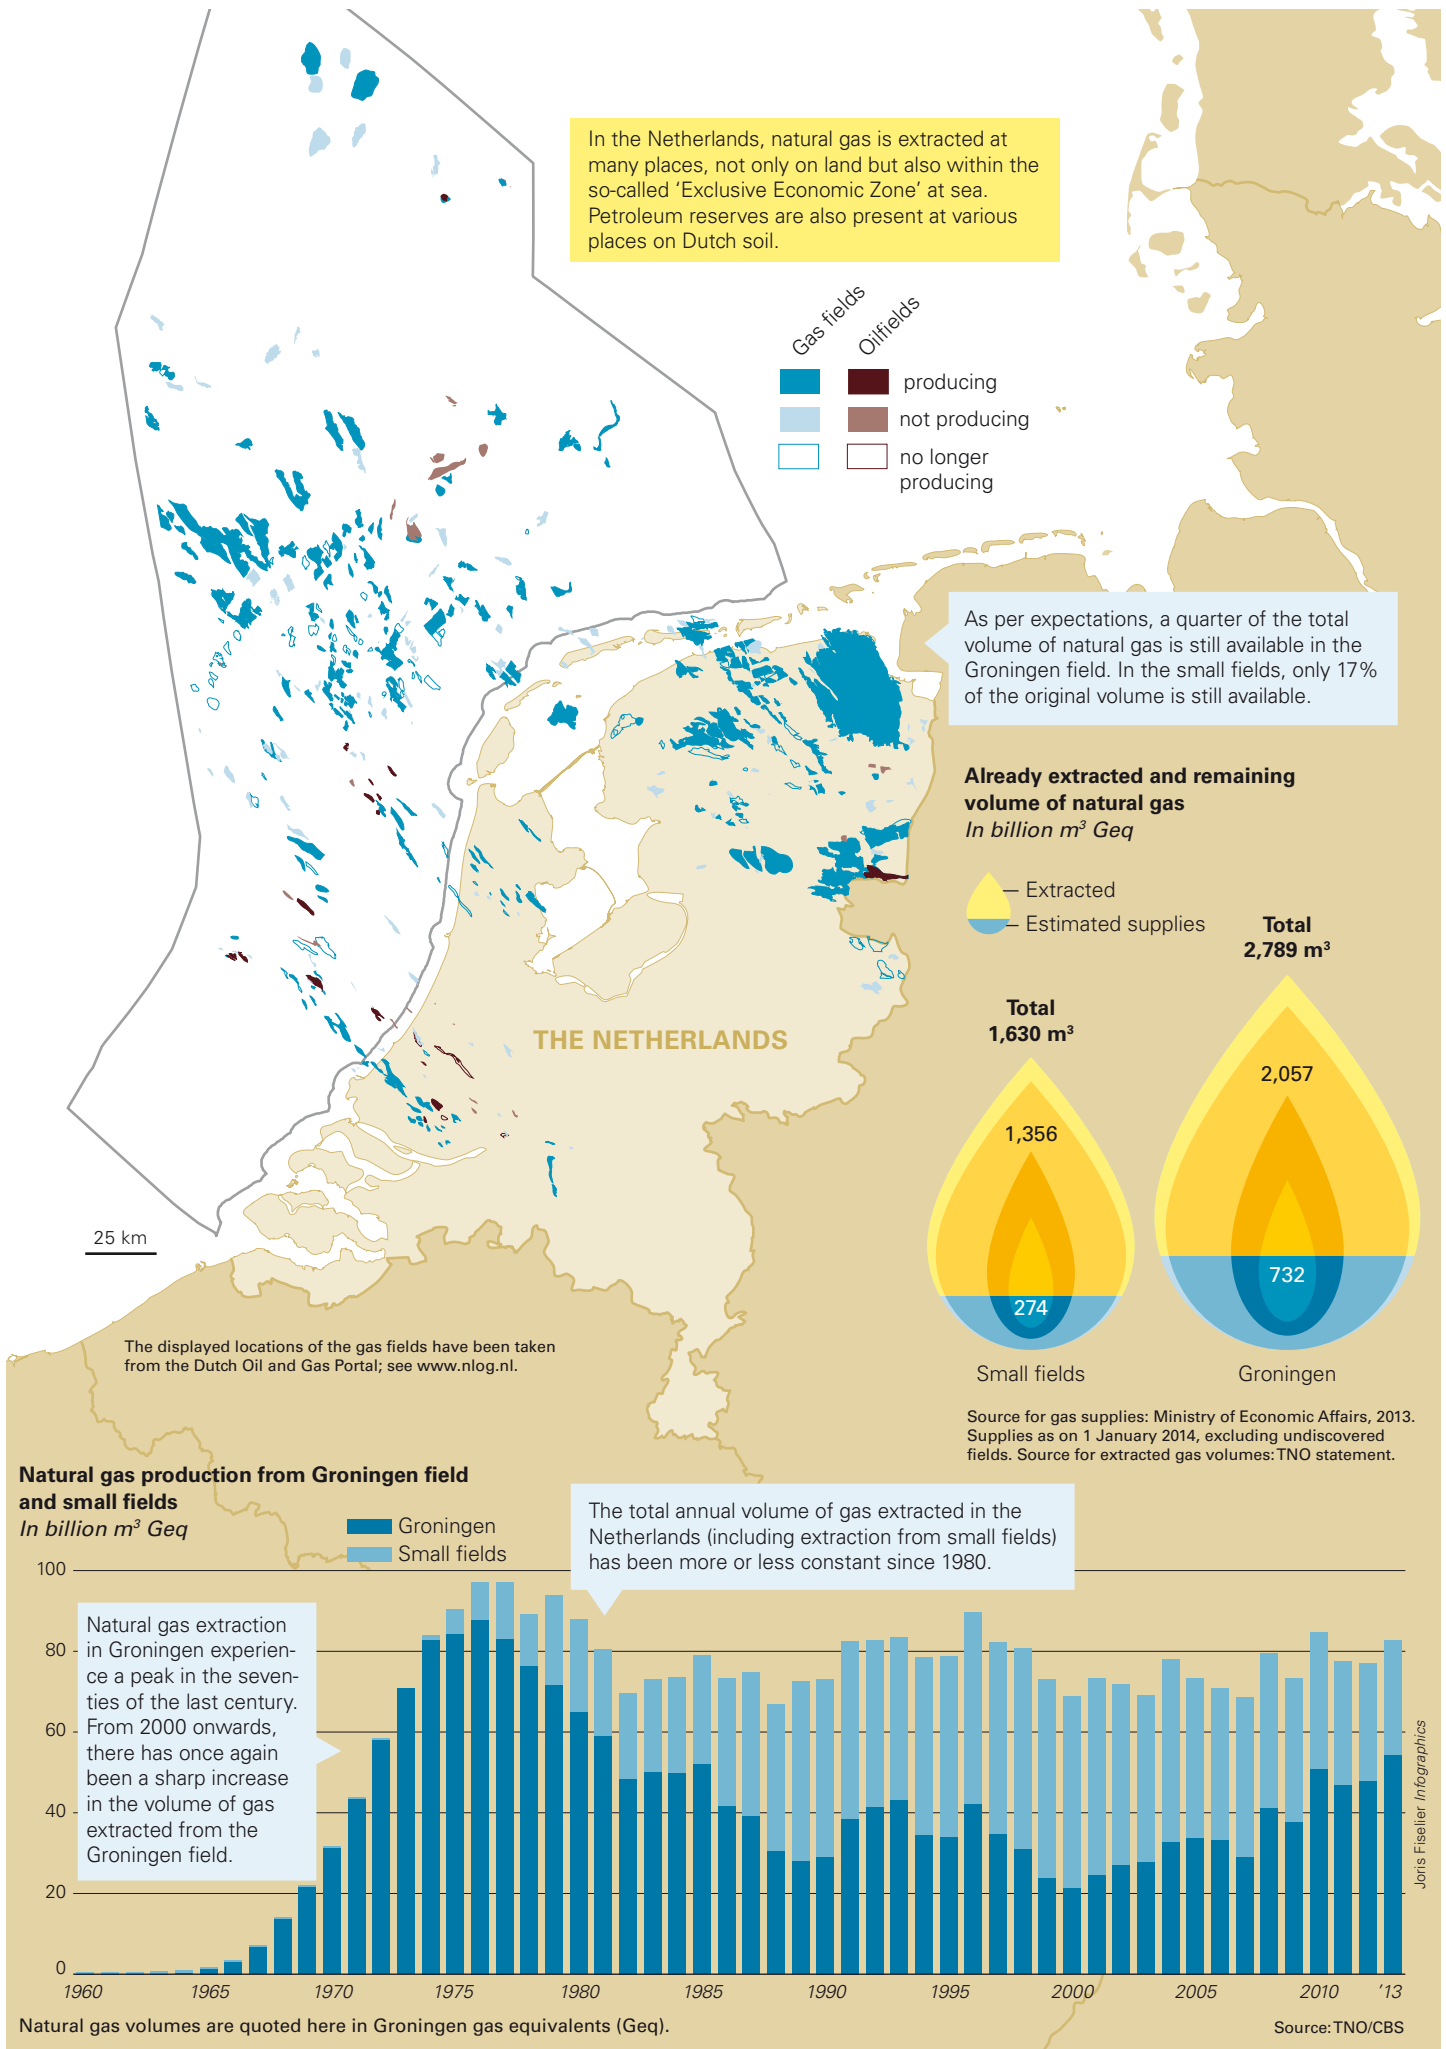 In the Netherlands, natural gas is extracted at
many places, not only on land but also within the
so-called ‘Exclusive Economic Zone’ at sea.
Petroleum reserves are also present at various
places on Dutch soil.
Gas fields
Oilfields
producing
not producing
no longer
producing
As per expectations, a quarter of the total
volume of natural gas is still available in the
Groningen field. In the small fields, only 17%
of the original volume is still available.
Already extracted and remaining
volume of natural gas
In billion m³ Geq
Extracted
Estimated supplies
Total
2,789 m³
Total
1,630 m³
THE NETHERLANDS
2,057
1,356
732
274
Small fields
Groningen
25 km
The displayed locations of the gas fields have been taken
from the Dutch Oil and Gas Portal; see www.nlog.nl.
Source for gas supplies: Ministry of Economic Affairs, 2013.
Supplies as on 1 January 2014, excluding undiscovered
fields. Source for extracted gas volumes: TNO statement.
Natural gas production from Groningen field
and small fields
In billion m³ Geq
Groningen
Small fields
The total annual volume of gas extracted in the
Netherlands (including extraction from small fields)
has been more or less constant since 1980.
Natural gas extraction
in Groningen experien-
ce a peak in the seven-
ties of the last century.
From 2000 onwards,
there has once again
been a sharp increase
in the volume of gas
extracted from the
Groningen field.
100
80
60
40
20
0
1960
1965
1970
1975
1980
1985
1990
1995
2000
2005
2010
’13
Joris Fiselier Infographics
Natural gas volumes are quoted here in Groningen gas equivalents (Geq).
Source: TNO/CBS